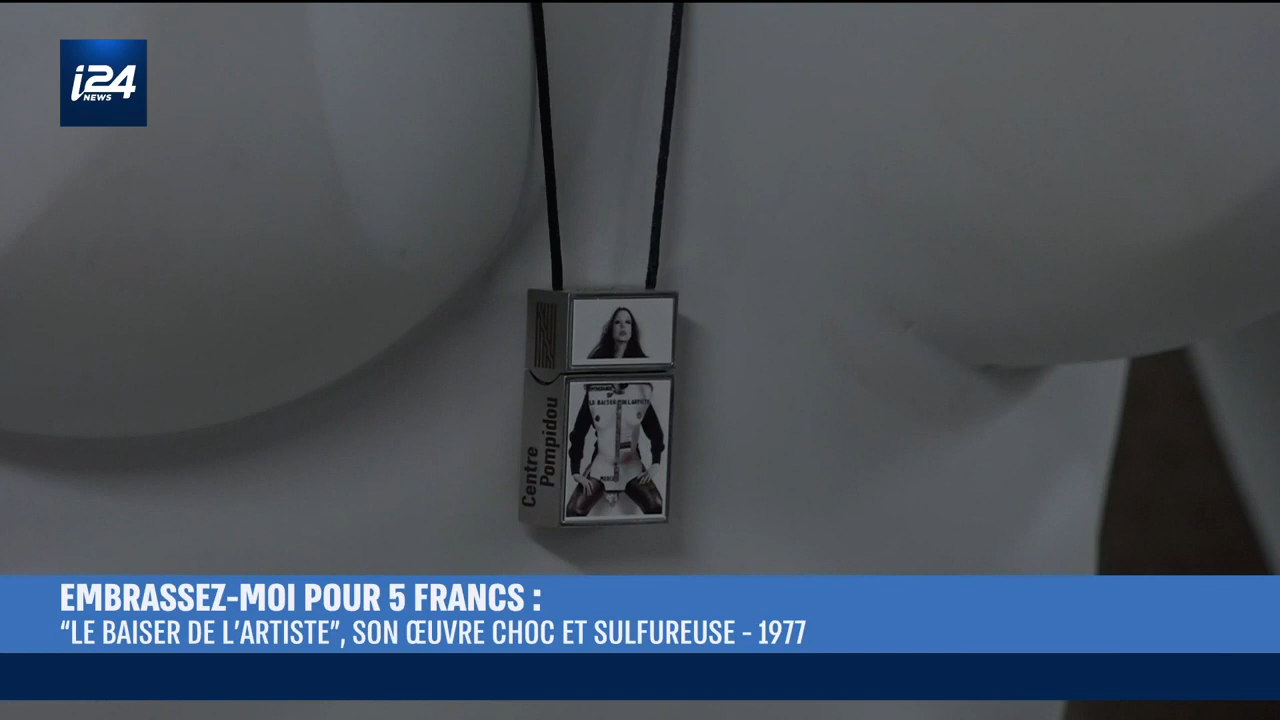 i24
NEWS
Centre
Pompidou
LE BAISER DE L'ARTISTE
EMBRASSEZ-MOI POUR 5 FRANCS :
“LE BAISER DE L’ARTISTE”, SON ŒUVRE CHOC ET SULFUREUSE - 1977